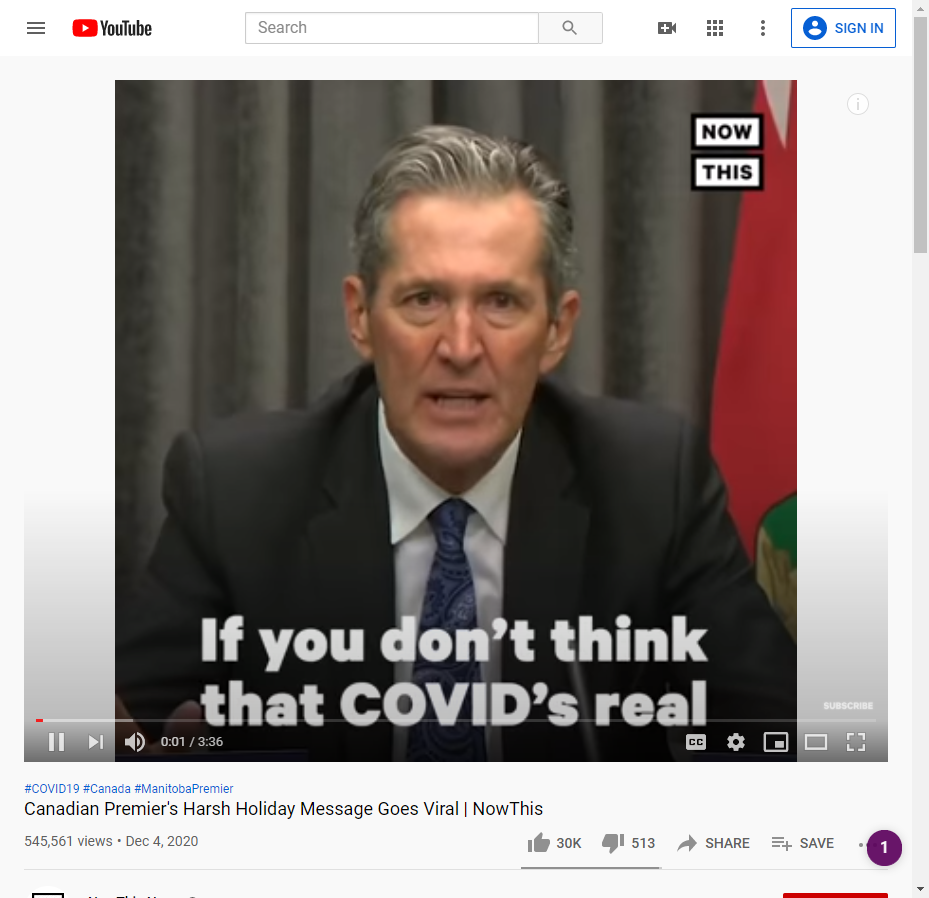 YouTube
Search
SIGN IN
NOW
THIS
If you don't think
that COVID's real
SUBSCRIBE
0:01 / 3:36
CC
#COVID19 #Canada #ManitobaPremier
Canadian Premier's Harsh Holiday Message Goes Viral | NowThis
545,561 views • Dec 4, 2020
30K
513
SHARE
SAVE
1